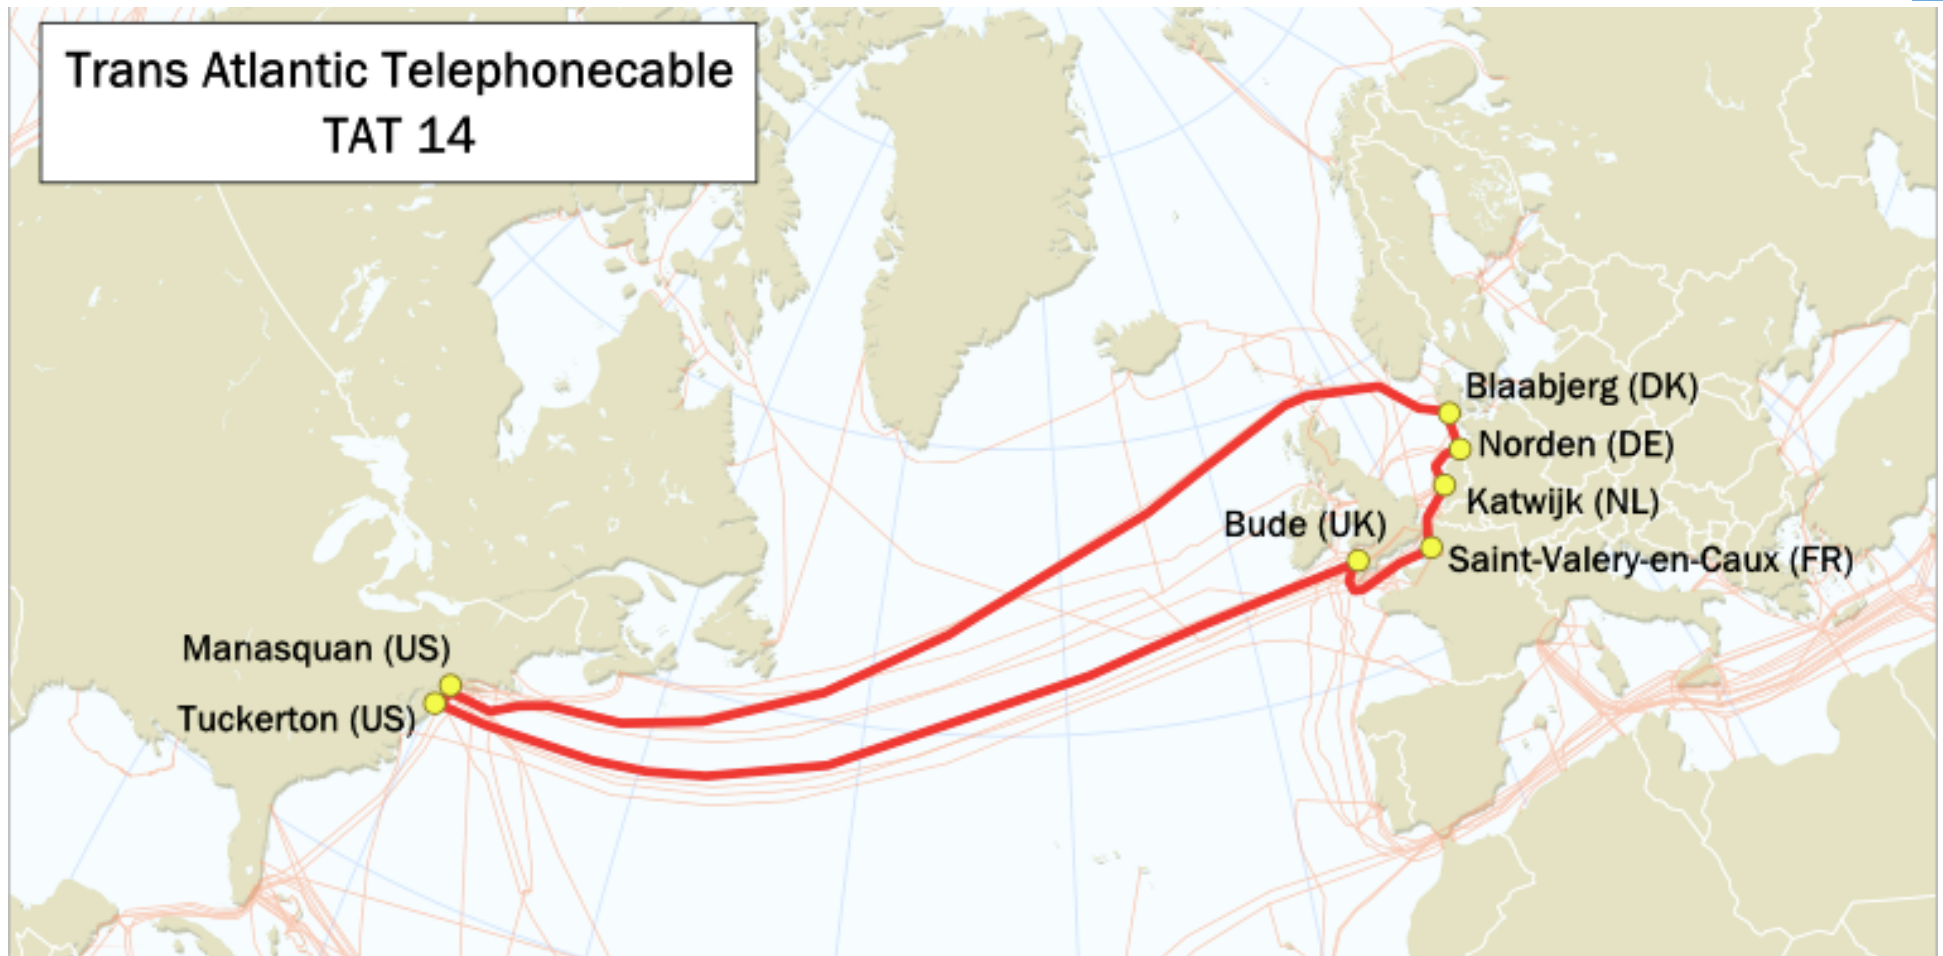 Trans Atlantic Telephonecable
TAT 14
Blaabjerg (DK)
Norden (DE)
Katwijk (NL)
Bude (UK)
Saint-Valery-en-Caux (FR)
Manasquan (US)
Tuckerton (US)